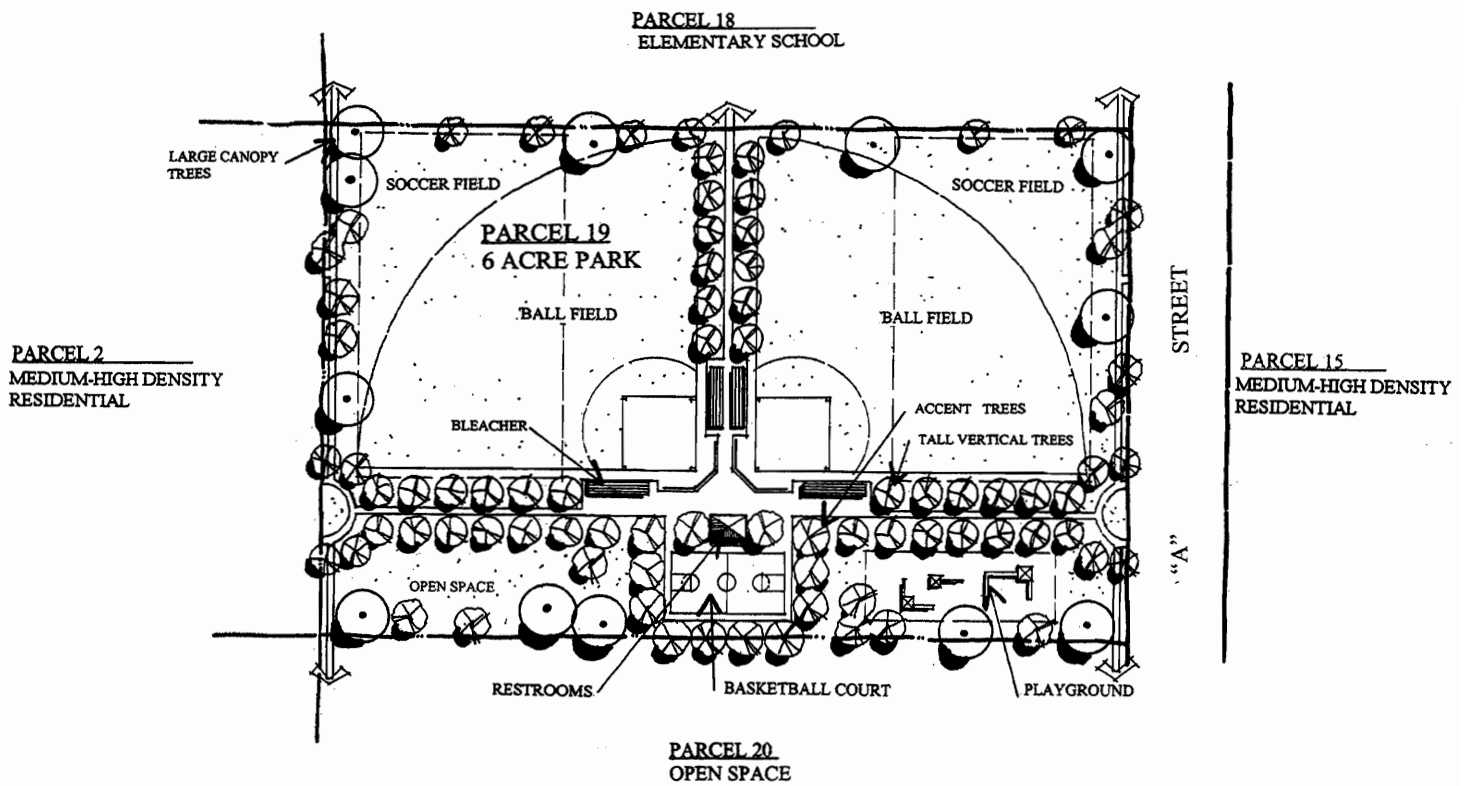 PARCEL 18
ELEMENTARY SCHOOL
LARGE CANOPY
TREES
SOCCER FIELD
SOCCER FIELD
PARCEL 19
6 ACRE PARK
BALL FIELD
BALL FIELD
STREET
"A"
PARCEL 2
MEDIUM-HIGH DENSITY
RESIDENTIAL
PARCEL 15
MEDIUM-HIGH DENSITY
RESIDENTIAL
BLEACHER
ACCENT TREES
TALL VERTICAL TREES
OPEN SPACE
RESTROOMS
BASKETBALL COURT
PLAYGROUND
PARCEL 20
OPEN SPACE